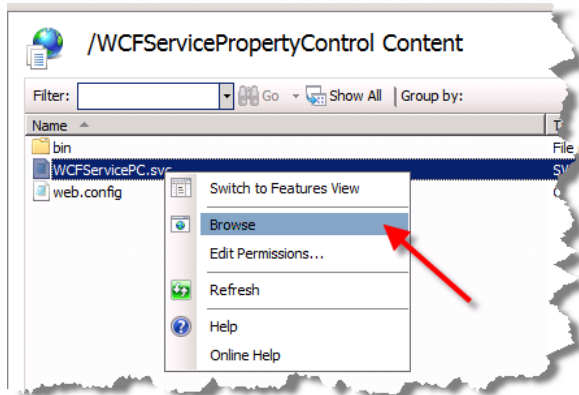 /WCFServicePropertyControl Content
Filter: Go Show All Group by:
Name
bin
File
WCFServicePC.svc
web.config
Switch to Features View
Browse
Edit Permissions...
Refresh
Help
Online Help